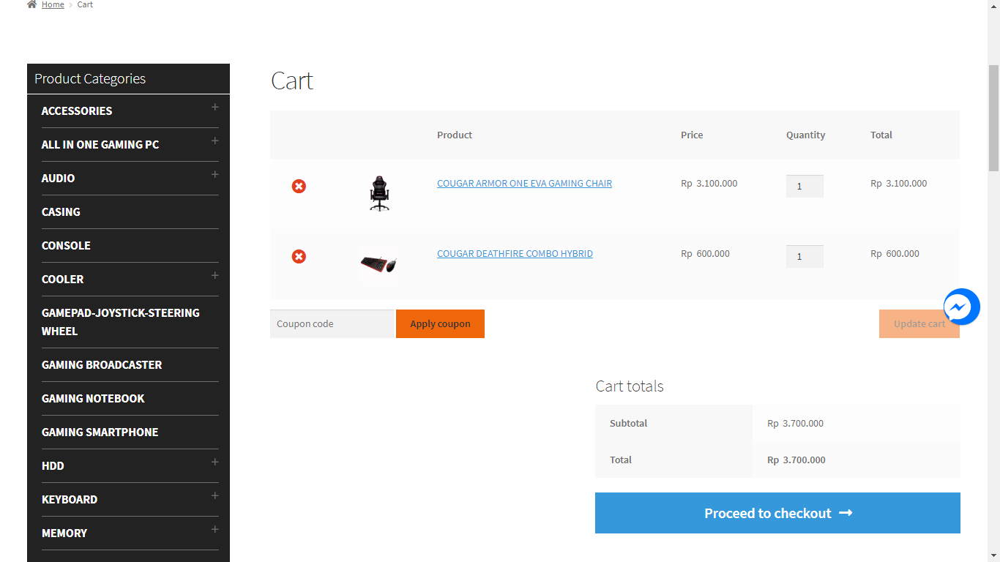 Home › Cart
Product Categories
ACCESSORIES +
ALL IN ONE GAMING PC +
AUDIO +
CASING
CONSOLE
COOLER +
GAMEPAD-JOYSTICK-STEERING
WHEEL
GAMING BROADCASTER
GAMING NOTEBOOK
GAMING SMARTPHONE
HDD +
KEYBOARD +
MEMORY +
Cart
Product Price Quantity Total
COUGAR ARMOR ONE EVA GAMING CHAIR Rp 3.100.000 1 Rp 3.100.000
COUGAR DEATHFIRE COMBO HYBRID Rp 600.000 1 Rp 600.000
Coupon code Apply coupon Update cart
Cart totals
Subtotal Rp 3.700.000
Total Rp 3.700.000
Proceed to checkout →